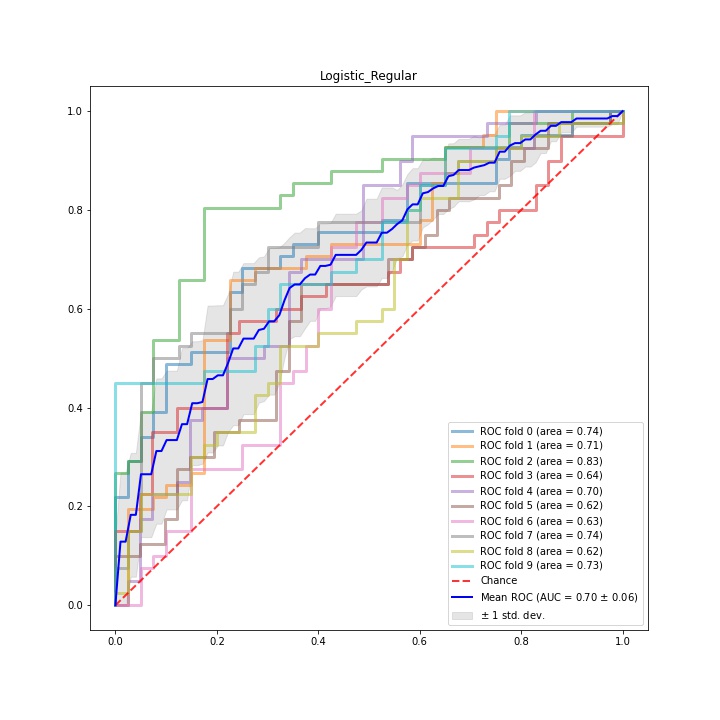 Logistic_Regular
1.0
0.8
0.6
0.4
0.2
0.0
ROC fold 0 (area = 0.74)
ROC fold 1 (area = 0.71)
ROC fold 2 (area = 0.83)
ROC fold 3 (area = 0.64)
ROC fold 4 (area = 0.70)
ROC fold 5 (area = 0.62)
ROC fold 6 (area = 0.63)
ROC fold 7 (area = 0.74)
ROC fold 8 (area = 0.62)
ROC fold 9 (area = 0.73)
Chance
Mean ROC (AUC = 0.70 ± 0.06)
± 1 std. dev.
0.0 0.2 0.4 0.6 0.8 1.0